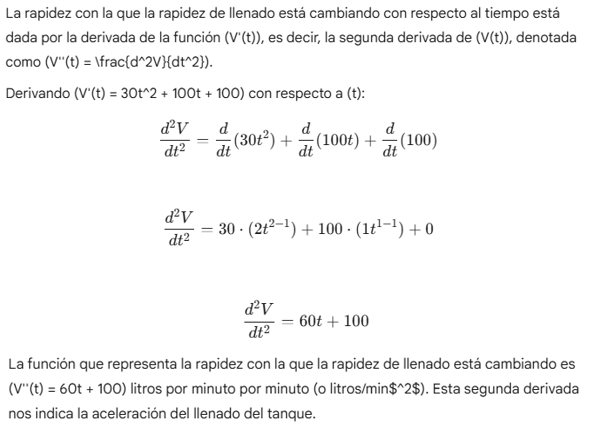 La rapidez con la que la rapidez de llenado está cambiando con respecto al tiempo está
dada por la derivada de la función (V'(t)), es decir, la segunda derivada de (V(t)), denotada
como (V''(t) = \frac{d^2V}{dt^2}).
Derivando (V'(t) = 30t^2 + 100t + 100) con respecto a (t):
\frac{d^2V}{dt^2} = \frac{d}{dt}(30t^2) + \frac{d}{dt}(100t) + \frac{d}{dt}(100)
\frac{d^2V}{dt^2} = 30 · (2t^{2−1}) + 100 · (1t^{1−1}) + 0
\frac{d^2V}{dt^2} = 60t + 100
La función que representa la rapidez con la que la rapidez de llenado está cambiando es
(V''(t) = 60t + 100) litros por minuto por minuto (o litros/min$^2$). Esta segunda derivada
nos indica la aceleración del llenado del tanque.